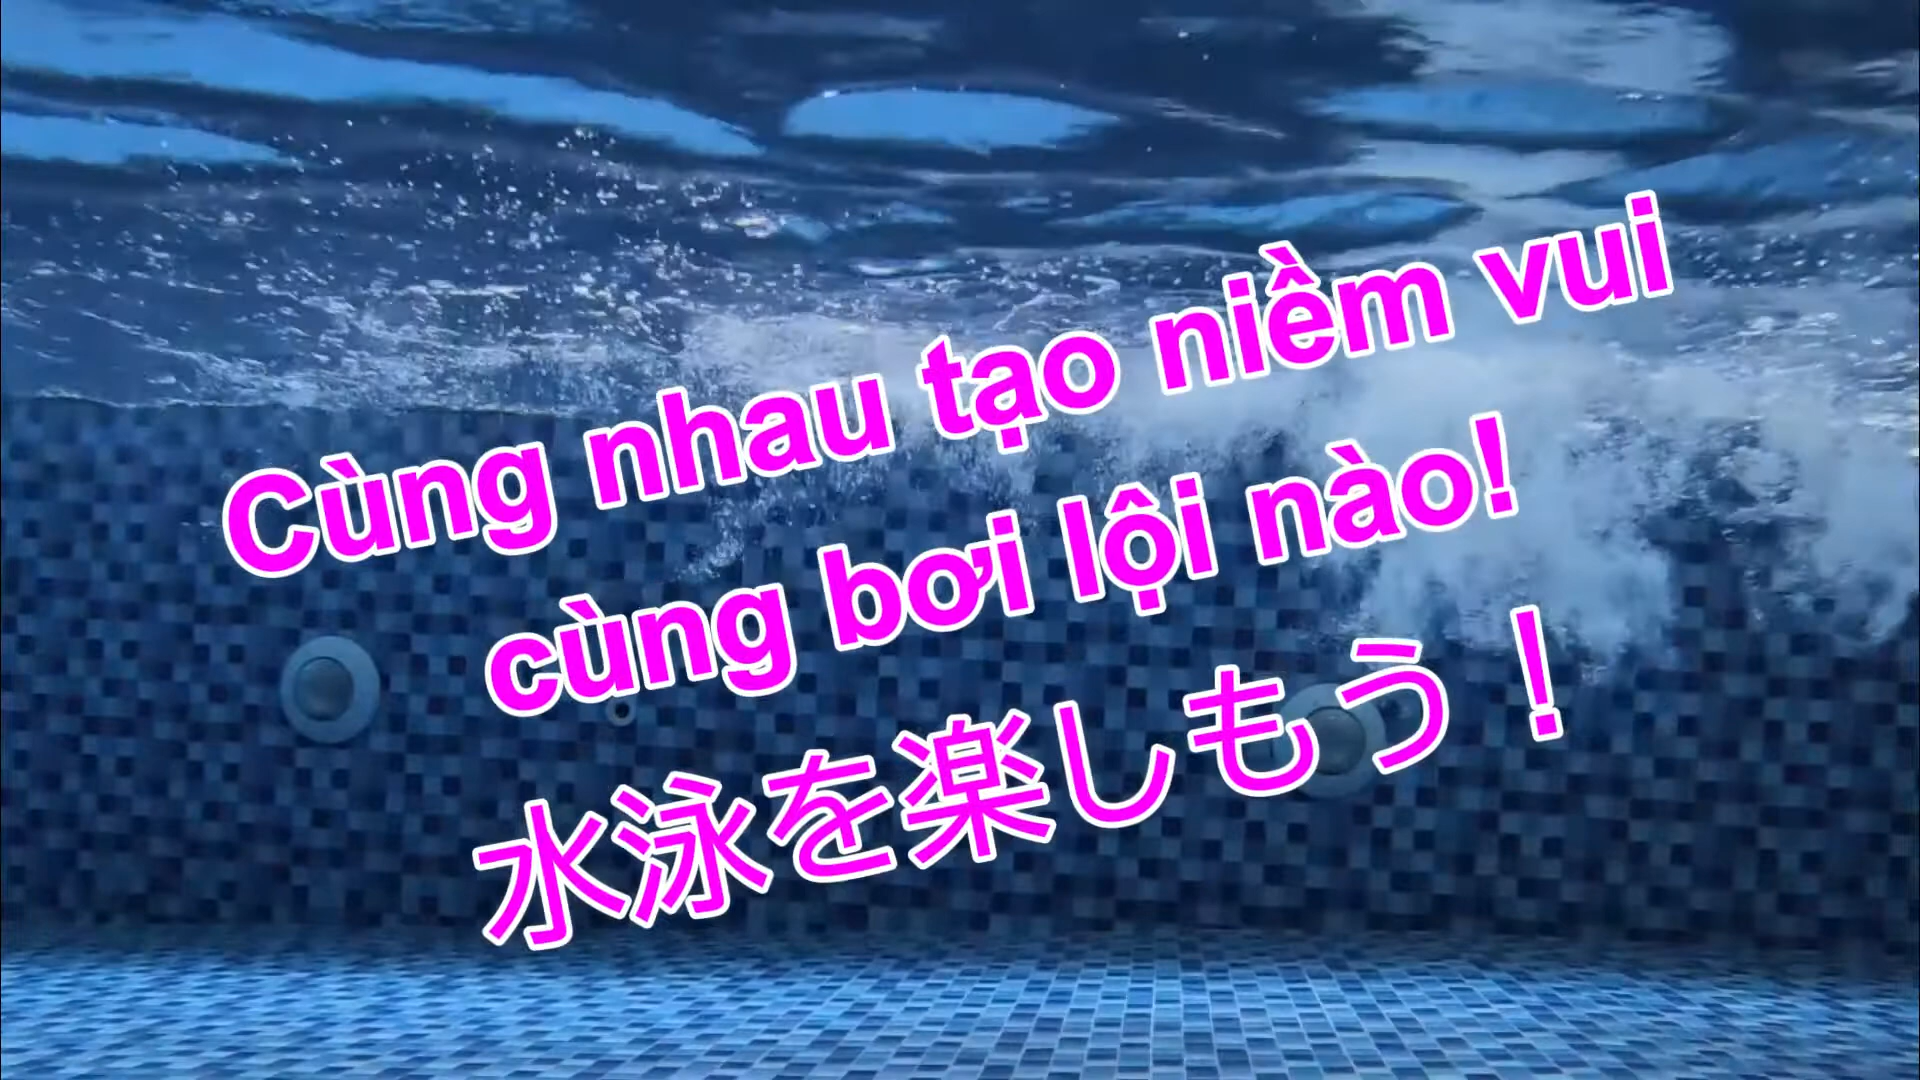 Cùng nhau tạo niềm vui
cùng bơi lội nào!
水泳を楽しもう！